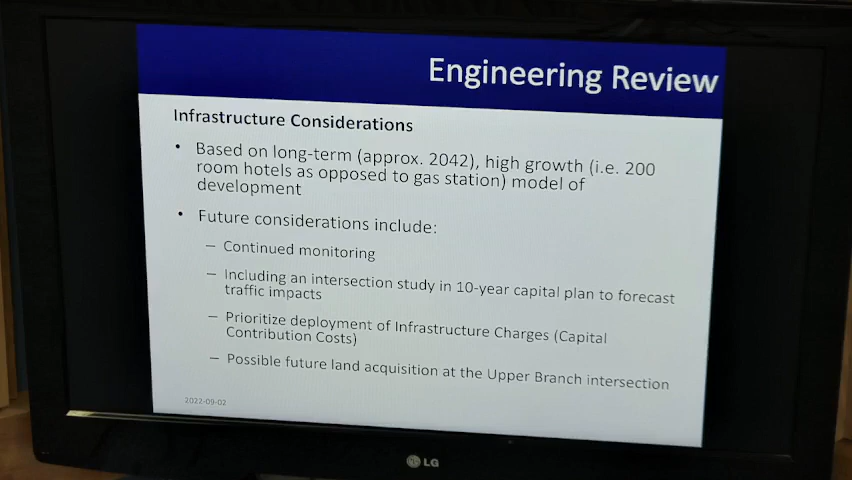 Engineering Review
Infrastructure Considerations
• Based on long-term (approx. 2042), high growth (i.e. 200
room hotels as opposed to gas station) model of
development
• Future considerations include:
– Continued monitoring
– Including an intersection study in 10-year capital plan to forecast
traffic impacts
– Prioritize deployment of Infrastructure Charges (Capital
Contribution Costs)
– Possible future land acquisition at the Upper Branch intersection
2022-09-02
LG